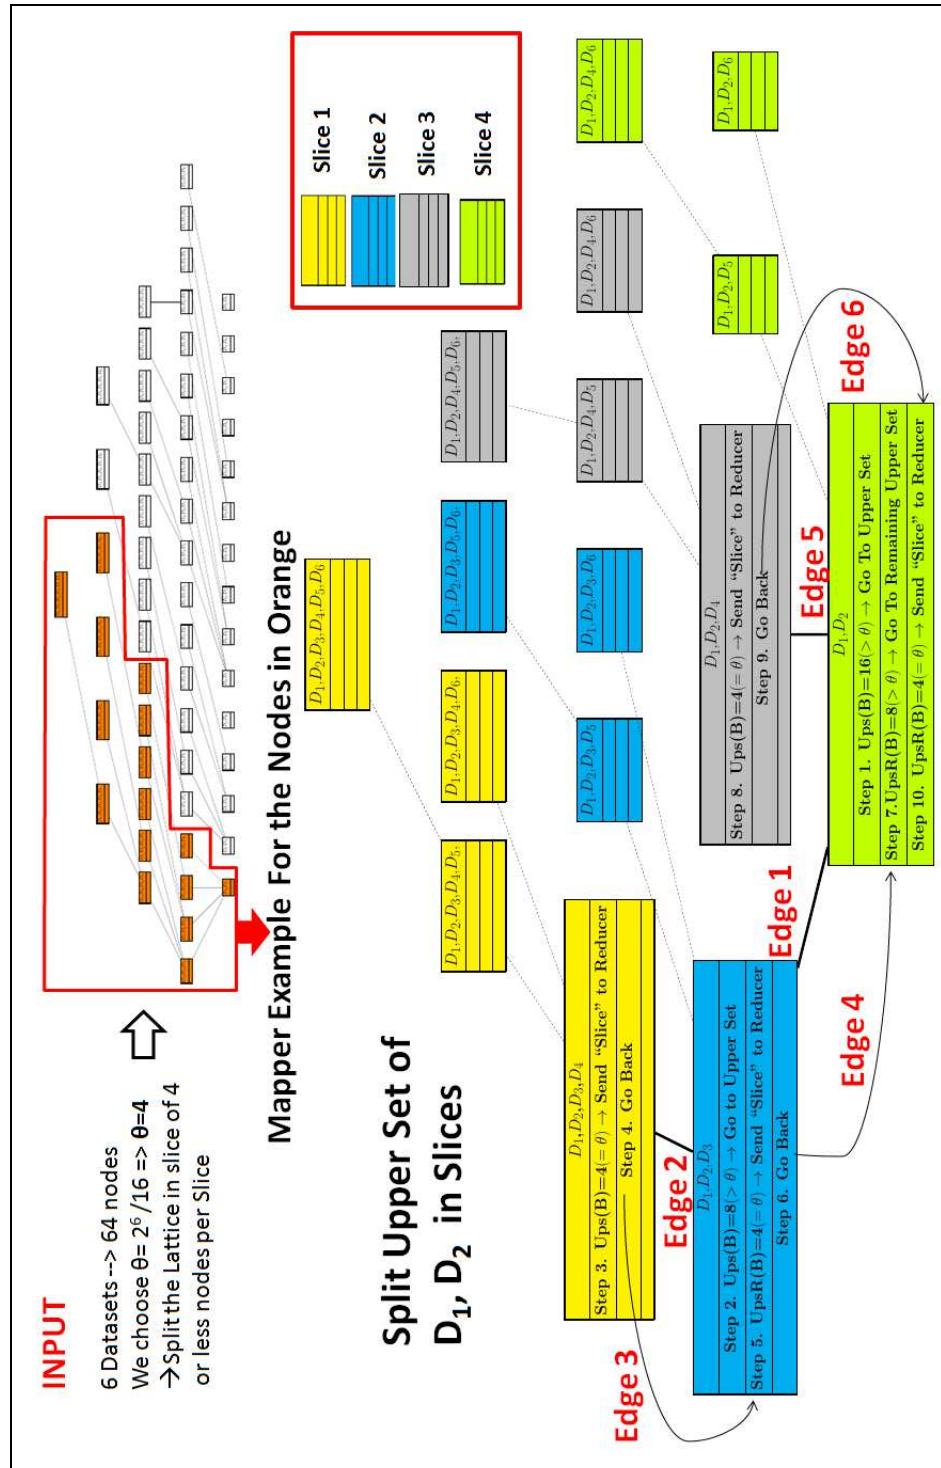 INPUT
6 Datasets --> 64 nodes
We choose θ= 2⁶/16 => θ=4
→Split the Lattice in slice of 4
or less nodes per Slice
Mapper Example For the Nodes in Orange
Slice 1
Slice 2
Slice 3
Slice 4
Split Upper Set of
D₁, D₂ in Slices
D₁,D₂,D₃,D₄,D₅,D₆
D₁,D₂,D₃,D₄,D₅,
D₁,D₂,D₃,D₄,D₆,
D₁,D₂,D₃,D₅,D₆,
D₁,D₂,D₄,D₅,D₆,
D₁,D₂,D₃,D₄
Step 3. Ups(B)=4(= θ) → Send “Slice” to Reducer
Step 4. Go Back
D₁,D₂,D₃,D₅
D₁,D₂,D₃,D₆
D₁,D₂,D₄,D₅
D₁,D₂,D₄,D₆
D₁,D₂,D₄,D₆
Edge 3
Edge 2
D₁,D₂,D₃
Step 2. Ups(B)=8(> θ) → Go to Upper Set
Step 5. UpsR(B)=4(= θ) → Send “Slice” to Reducer
Step 6. Go Back
D₁,D₂,D₄
Step 8. Ups(B)=4(= θ) → Send “Slice” to Reducer
Step 9. Go Back
D₁,D₂,D₅
D₁,D₂,D₆
Edge 1
Edge 5
Edge 4
Edge 6
D₁,D₂
Step 1. Ups(B)=16(> θ) → Go To Upper Set
Step 7.UpsR(B)=8(> θ) → Go To Remaining Upper Set
Step 10. UpsR(B)=4(= θ) → Send “Slice” to Reducer